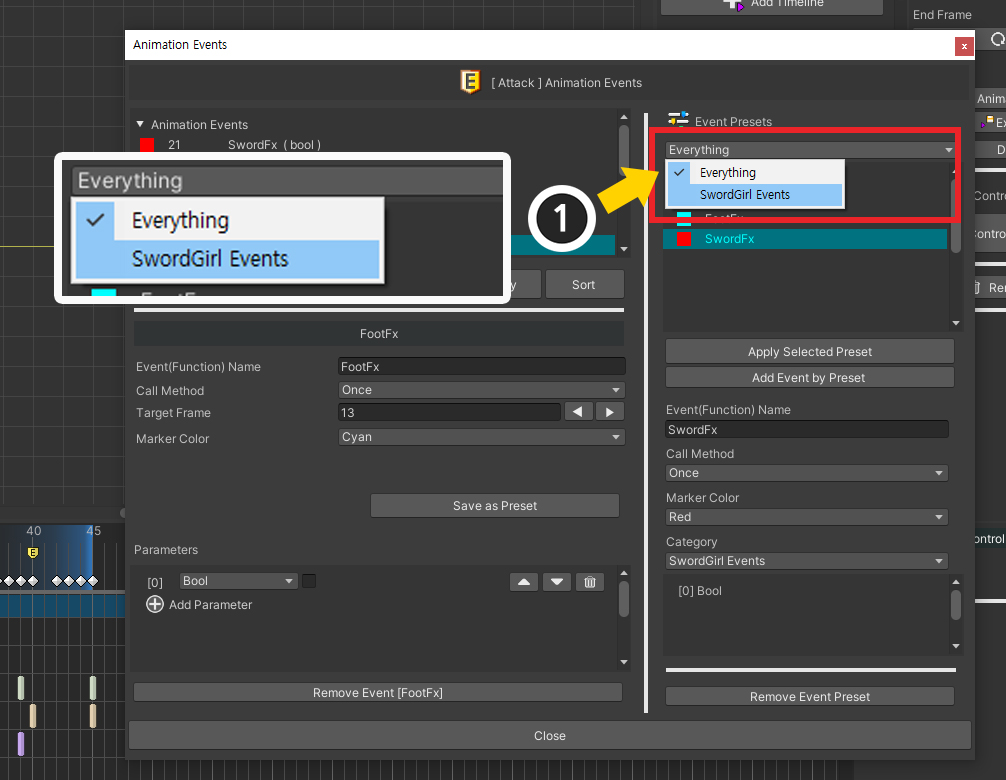 Add Timeline
End Frame
Animation Events
x
E
[ Attack ] Animation Events
Animation Events
21 SwordFx ( bool )
Event Presets
Everything
Everything
SwordGirl Events
SwordFx
Everything
Everything
SwordGirl Events
1
Sort
FootFx
Event(Function) Name
FootFx
Call Method
Once
Target Frame
13
Marker Color
Cyan
Save as Preset
Parameters
[0]
Bool
Add Parameter
Remove Event [FootFx]
Apply Selected Preset
Add Event by Preset
Event(Function) Name
SwordFx
Call Method
Once
Marker Color
Red
Category
SwordGirl Events
[0] Bool
Remove Event Preset
Close
40 45
E